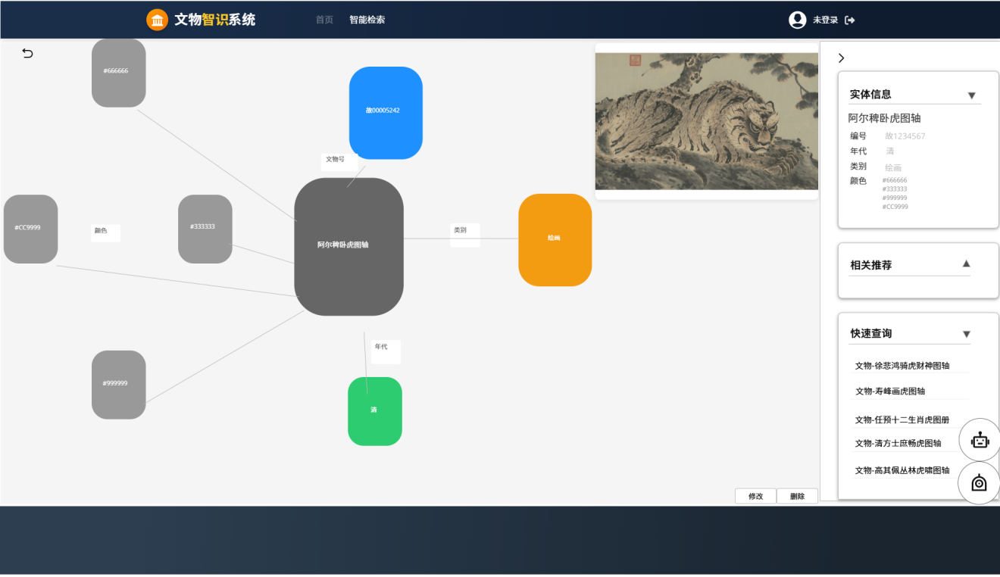 文物智识系统
首页
智能检索
未登录
#666666
故00005242
文物号
#CC9999
颜色
#333333
阿尔稗卧虎图轴
类别
绘画
年代
#999999
清
实体信息
阿尔稗卧虎图轴
编号 故1234567
年代 清
类别 绘画
颜色 #666666
#333333
#999999
#CC9999
相关推荐
快速查询
文物-徐悲鸿骑虎财神图轴
文物-寿峰画虎图轴
文物-任预十二生肖虎图册
文物-清方士庶畅虎图轴
文物-高其佩丛林虎啸图轴
修改
删除